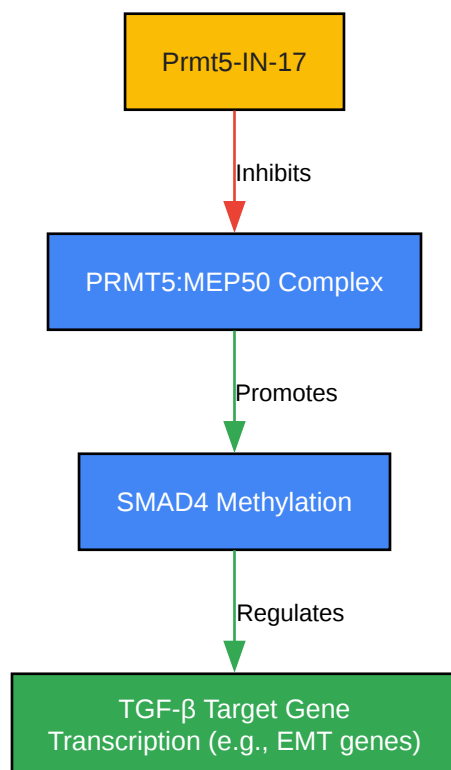 Prmt5-IN-17
Inhibits
PRMT5:MEP50 Complex
Promotes
SMAD4 Methylation
Regulates
TGF-β Target Gene
Transcription (e.g., EMT genes)